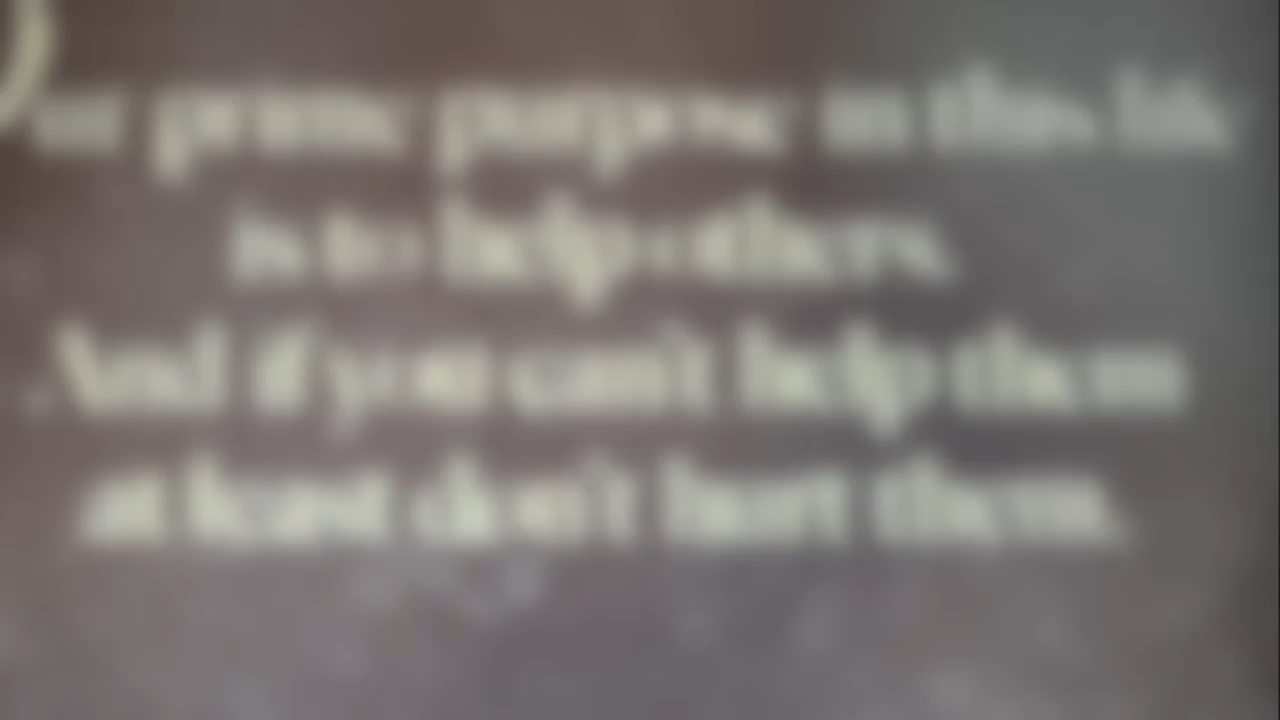 Our prime purpose in this life
is to help others.
And if you can't help them
at least don't hurt them.